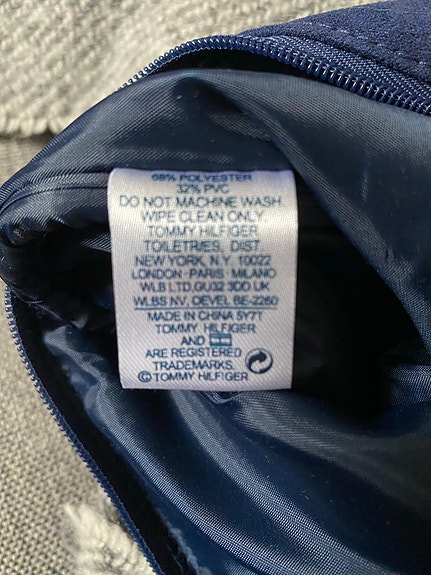 68% POLYESTER
32% PVC
DO NOT MACHINE WASH
WIPE CLEAN ONLY.
TOMMY HILFIGER
TOILETRIES, DIST.
NEW YORK, N.Y. 10022
LONDON · PARIS · MILANO
WLB LTD, GU32 3DD UK
WLBS NV, DEVEL BE-2260
MADE IN CHINA 5Y7T
TOMMY HILFIGER
AND
ARE REGISTERED
TRADEMARKS.
© TOMMY HILFIGER